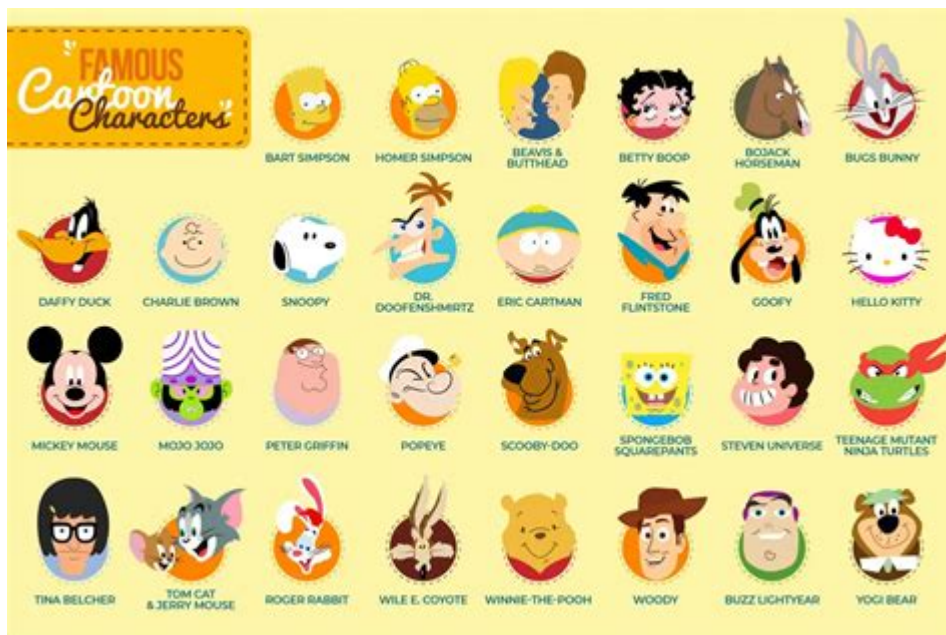 "FAMOUS
Cartoon
Characters"
BART SIMPSON
HOMER SIMPSON
BEAVIS &
BUTTHEAD
BETTY BOOP
BOJACK
HORSEMAN
BUGS BUNNY
DAFFY DUCK
CHARLIE BROWN
SNOOPY
DR.
DOOFENSHMIRTZ
ERIC CARTMAN
FRED
FLINTSTONE
GOOFY
HELLO KITTY
MICKEY MOUSE
MOJO JOJO
PETER GRIFFIN
POPEYE
SCOOBY-DOO
SPONGEBOB
SQUAREPANTS
STEVEN UNIVERSE
TEENAGE MUTANT
NINJA TURTLES
TINA BELCHER
TOM CAT
& JERRY MOUSE
ROGER RABBIT
WILE E. COYOTE
WINNIE-THE-POOH
WOODY
BUZZ LIGHTYEAR
YOGI BEAR